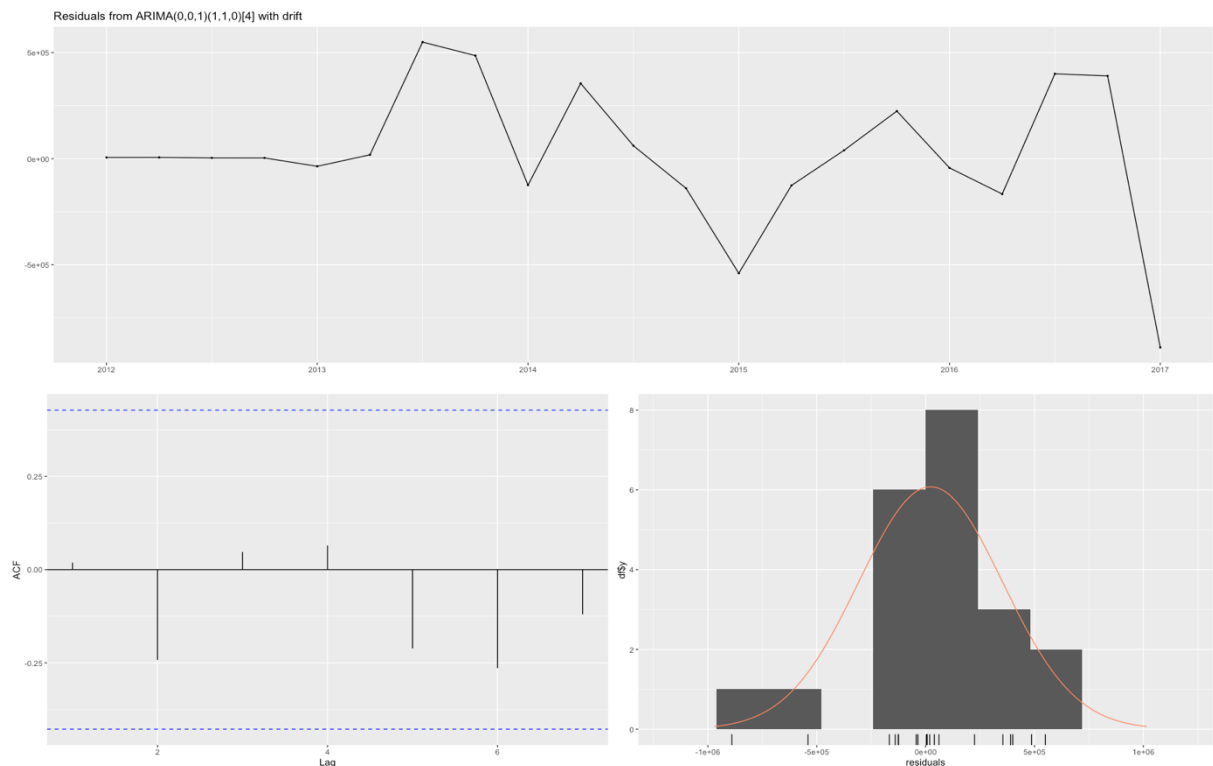 Residuals from ARIMA(0,0,1)(1,1,0)[4] with drift
5e+05
0e+00
-5e+05
2012 2013 2014 2015 2016 2017
ACF
0.25
0.00
-0.25
2 4 6
Lag
df$y
8
6
4
2
0
-1e+06 -5e+05 0e+00 5e+05 1e+06
residuals